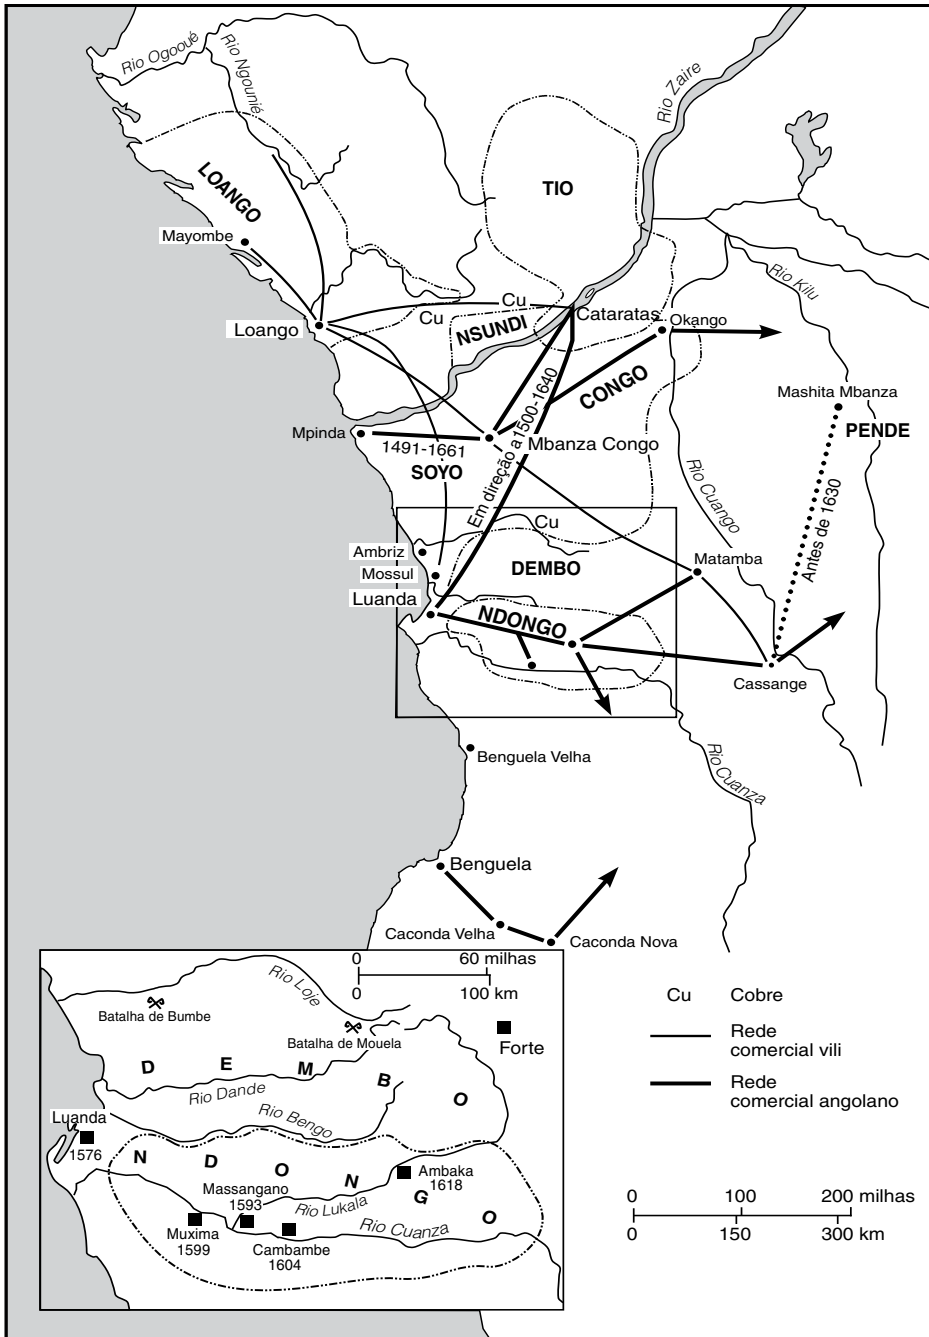 Rio Ogooué
Rio Ngounié
Rio Zaire
TIO
LOANGO
Mayombe
Rio Kilu
Loango
Cu
Cu
NSUNDI
Cataratas
Okango
CONGO
Mashita Mbanza
PENDE
Mpinda
1491-1661
SOYO
Mbanza Congo
Em direção a 1500-1640
Rio Cuango
Antes de 1630
Cu
Ambriz
Mossul
Luanda
DEMBO
Matamba
NDONGO
Cassange
Benguela Velha
Rio Cuanza
Benguela
Caconda Velha
Caconda Nova
0 60 milhas
0 100 km
Rio Loje
Batalha de Bumbe
Batalha de Mouela
Forte
D E M B O
Rio Dande
Rio Bengo
Luanda
1576
N D O N G O
Ambaka
1618
Massangano
1593
Rio Lukala
Muxima
1599
Cambambe
1604
Rio Cuanza
Cu Cobre
Rede
comercial vili
Rede
comercial angolano
0 100 200 milhas
0 150 300 km